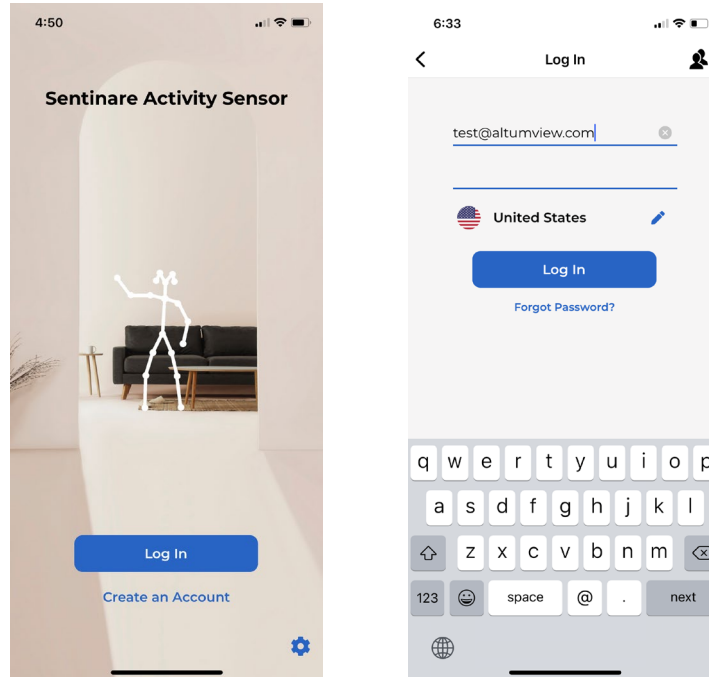 4:50
Sentinare Activity Sensor
Log In
Create an Account
6:33
Log In
test@altumview.com
United States
Log In
Forgot Password?
q w e r t y u i o p
a s d f g h j k l
z x c v b n m
123 space @ . next